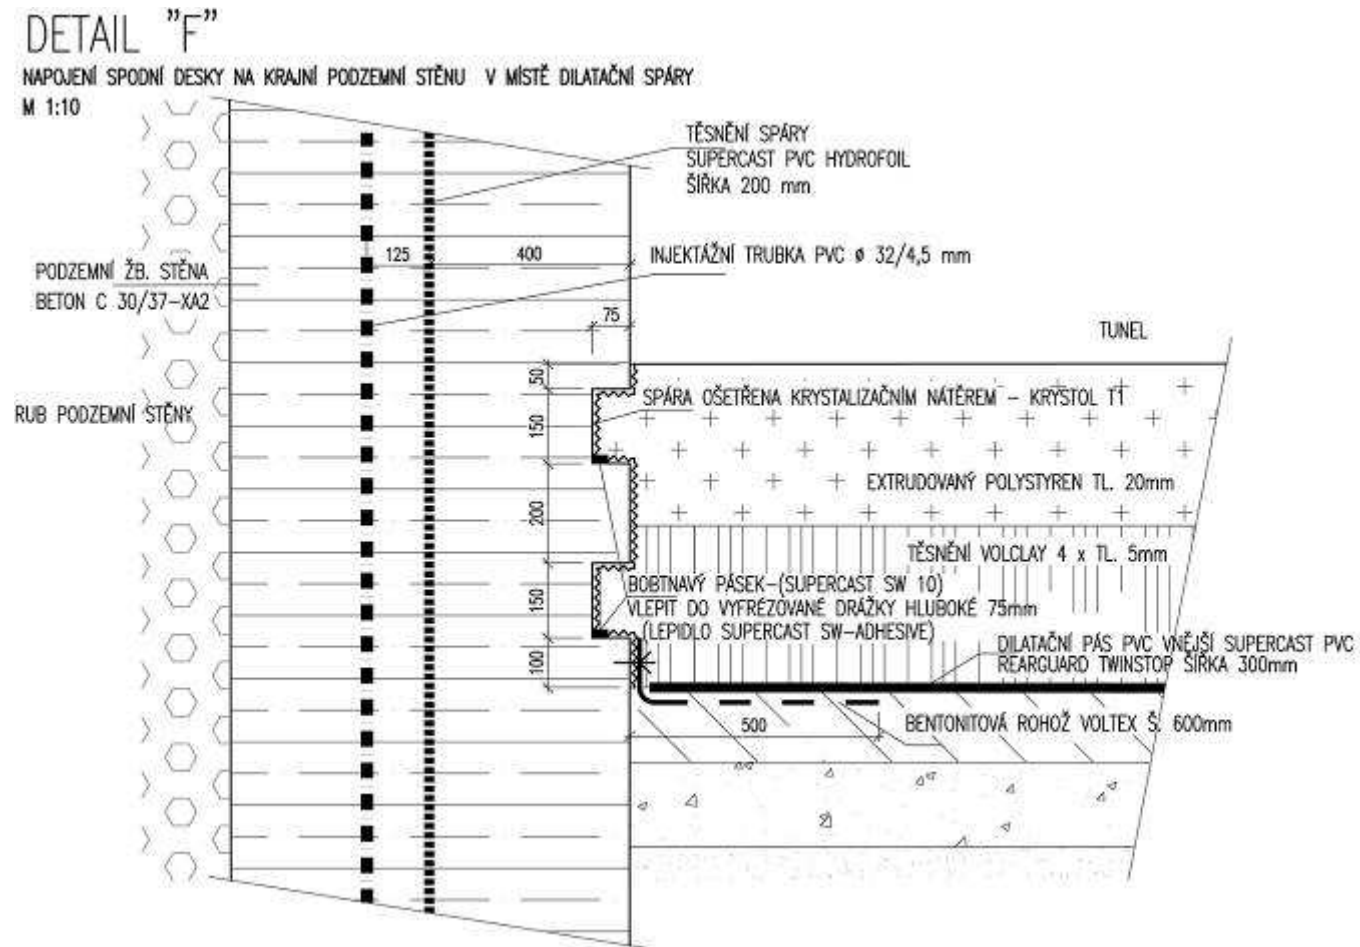 DETAIL "F"
NAPOJENÍ SPODNÍ DESKY NA KRAJNÍ PODZEMNÍ STĚNU V MÍSTĚ DILATAČNÍ SPÁRY
M 1:10
TĚSNĚNÍ SPÁRY
SUPERCAST PVC HYDROFOIL
ŠÍŘKA 200 mm
125
400
INJEKTÁŽNÍ TRUBKA PVC ø 32/4,5 mm
PODZEMNÍ ŽB. STĚNA
BETON C 30/37-XA2
75
TUNEL
50
SPÁRA OŠETŘENA KRYSTALIZAČNÍM NÁTĚREM - KRYSTOL T1
RUB PODZEMNÍ STĚNY
150
EXTRUDOVANÝ POLYSTYREN TL. 20mm
200
TĚSNĚNÍ VOLCLAY 4 x TL. 5mm
BOBTNAVÝ PÁSEK-(SUPERCAST SW 10)
VLEPIT DO VYFRÉZOVANÉ DRÁŽKY HLUBOKÉ 75mm
(LEPIDLO SUPERCAST SW-ADHESIVE)
150
DILATAČNÍ PÁS PVC VNĚJŠÍ SUPERCAST PVC
REARGUARD TWINSTOP ŠÍŘKA 300mm
100
500
BENTONITOVÁ ROHOŽ VOLTEX Š. 600mm